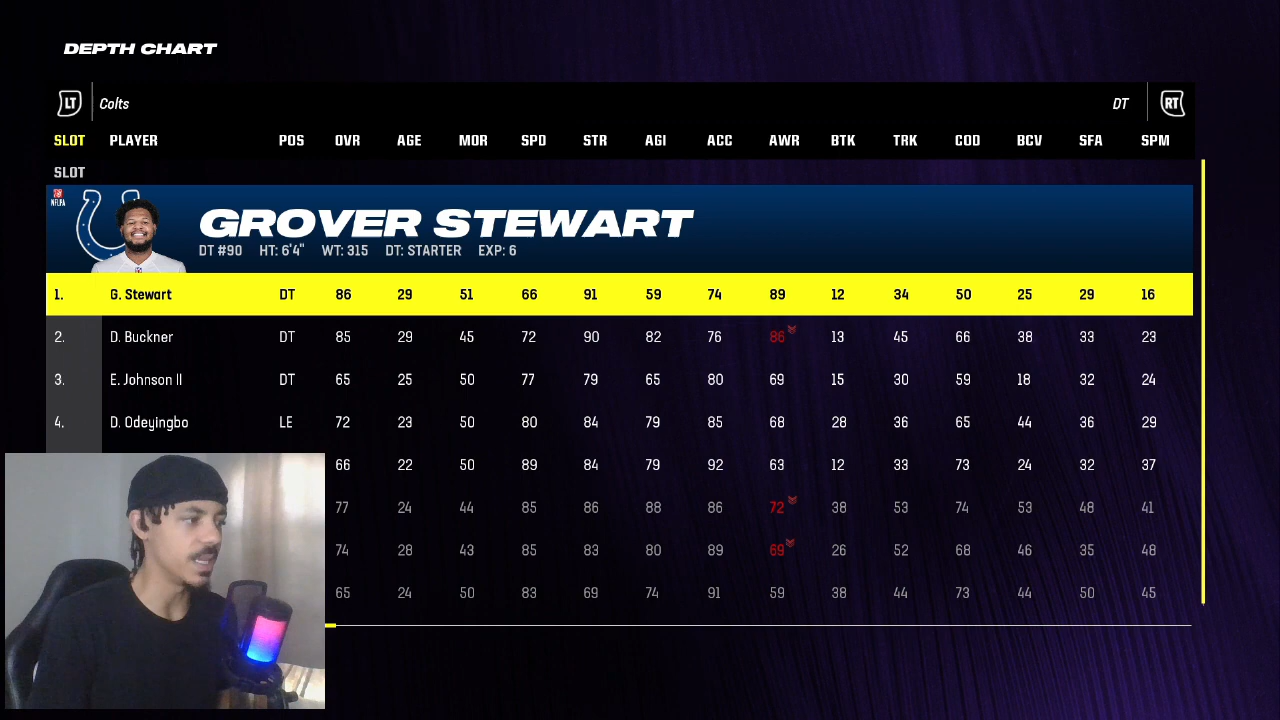 DEPTH CHART
LT Colts DT RT
SLOT PLAYER POS OVR AGE MOR SPD STR AGI ACC AWR BTK TRK COD BCV SFA SPM
SLOT
NFLPA
GROVER STEWART
DT #90 HT: 6'4" WT: 315 DT: STARTER EXP: 6
1. G. Stewart DT 86 29 51 66 91 59 74 89 12 34 50 25 29 16
2. D. Buckner DT 85 29 45 72 90 82 76 86 13 45 66 38 33 23
3. E. Johnson II DT 65 25 50 77 79 65 80 69 15 30 59 18 32 24
4. D. Odeyingbo LE 72 23 50 80 84 79 85 68 28 36 65 44 36 29
66 22 50 89 84 79 92 63 12 33 73 24 32 37
77 24 44 85 86 88 86 72 38 53 74 53 48 41
74 28 43 85 83 80 89 69 26 52 68 46 35 48
65 24 50 83 69 74 91 59 38 44 73 44 50 45